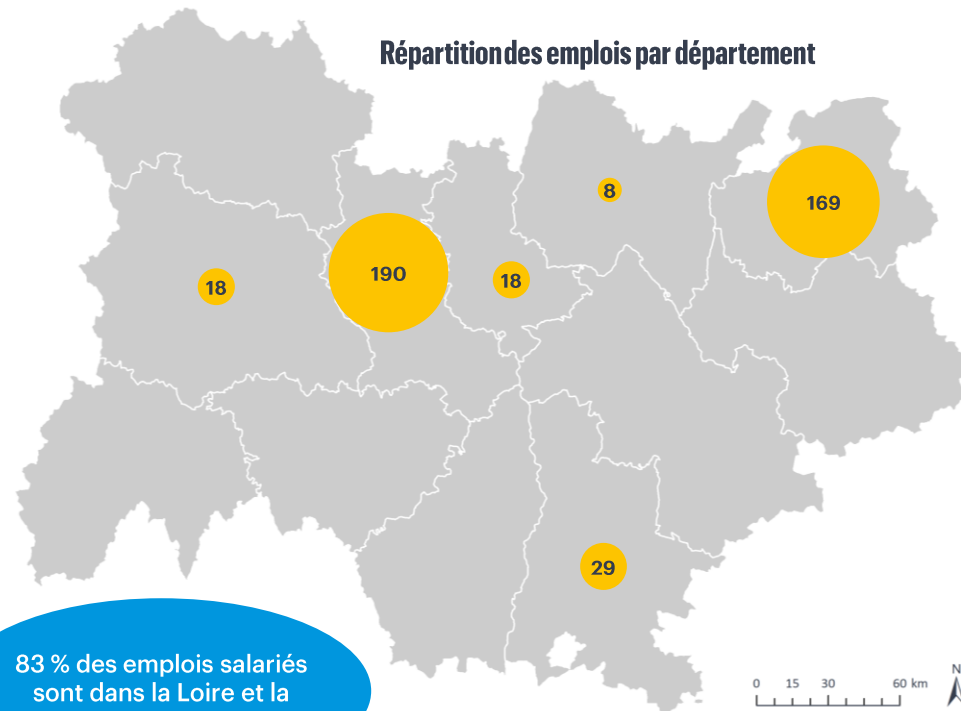 Répartition des emplois par département
8
169
190
18
18
29
83 % des emplois salariés
sont dans la Loire et la
0 15 30 60 km
N